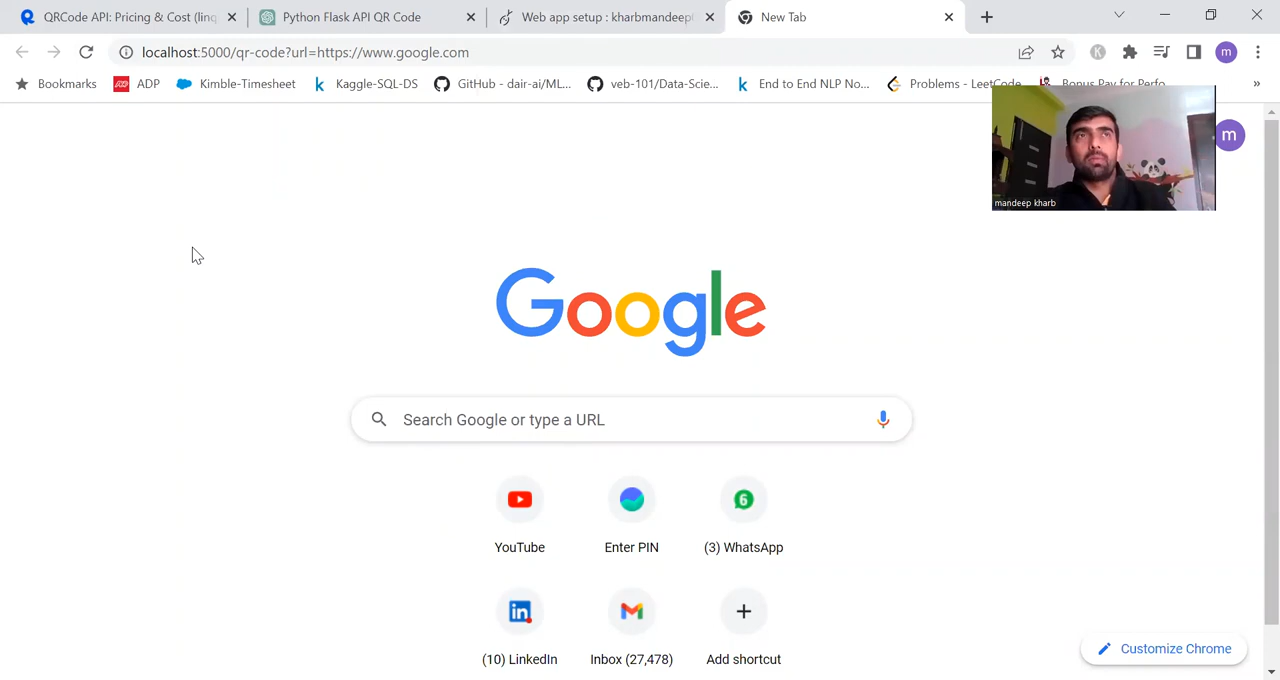 QRCode API: Pricing & Cost (linq
Python Flask API QR Code
Web app setup : kharbmandeep
New Tab
localhost:5000/qr-code?url=https://www.google.com
K
m
Bookmarks
ADP
Kimble-Timesheet
k Kaggle-SQL-DS
GitHub - dair-ai/ML...
veb-101/Data-Scie...
k End to End NLP No...
Problems - LeetCode
Bonus Pay for Perfo
»
mandeep kharb
m
Google
Search Google or type a URL
6
YouTube
Enter PIN
(3) WhatsApp
in
(10) LinkedIn
Inbox (27,478)
Add shortcut
Customize Chrome